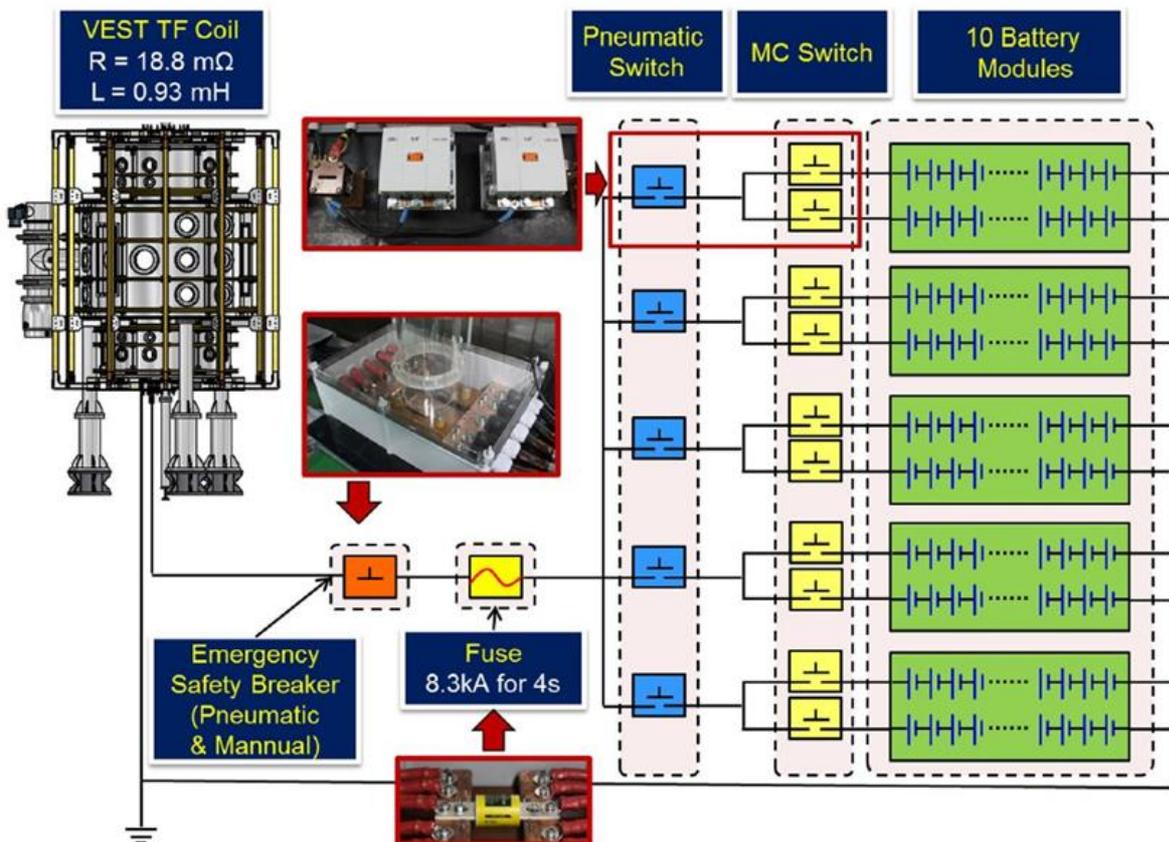 VEST TF Coil
R = 18.8 mΩ
L = 0.93 mH
Pneumatic
Switch
MC Switch
10 Battery
Modules
Emergency
Safety Breaker
(Pneumatic
& Mannual)
Fuse
8.3kA for 4s